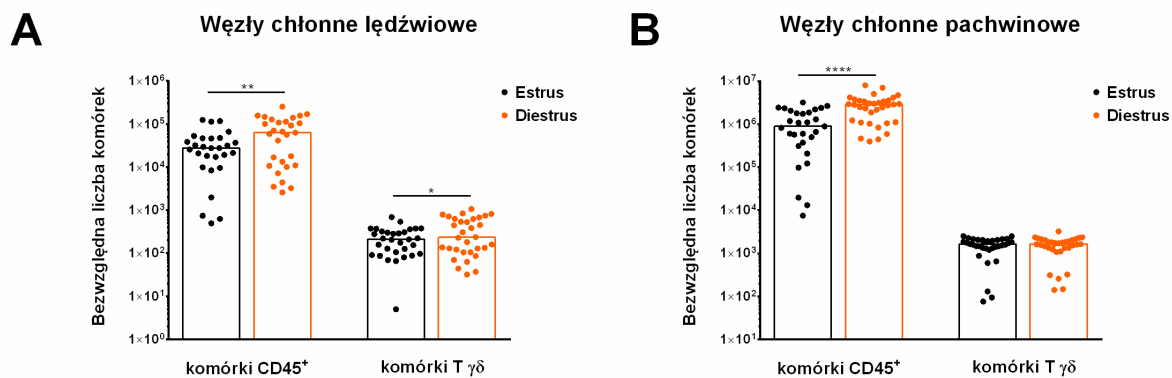 A
Węzły chłonne lędźwiowe
Bezwzględna liczba komórek
1×10⁶
1×10⁵
1×10⁴
1×10³
1×10²
1×10¹
1×10⁰
**
*
Estrus
Diestrus
komórki CD45⁺
komórki T γδ
B
Węzły chłonne pachwinowe
Bezwzględna liczba komórek
1×10⁷
1×10⁶
1×10⁵
1×10⁴
1×10³
1×10²
1×10¹
****
Estrus
Diestrus
komórki CD45⁺
komórki T γδ